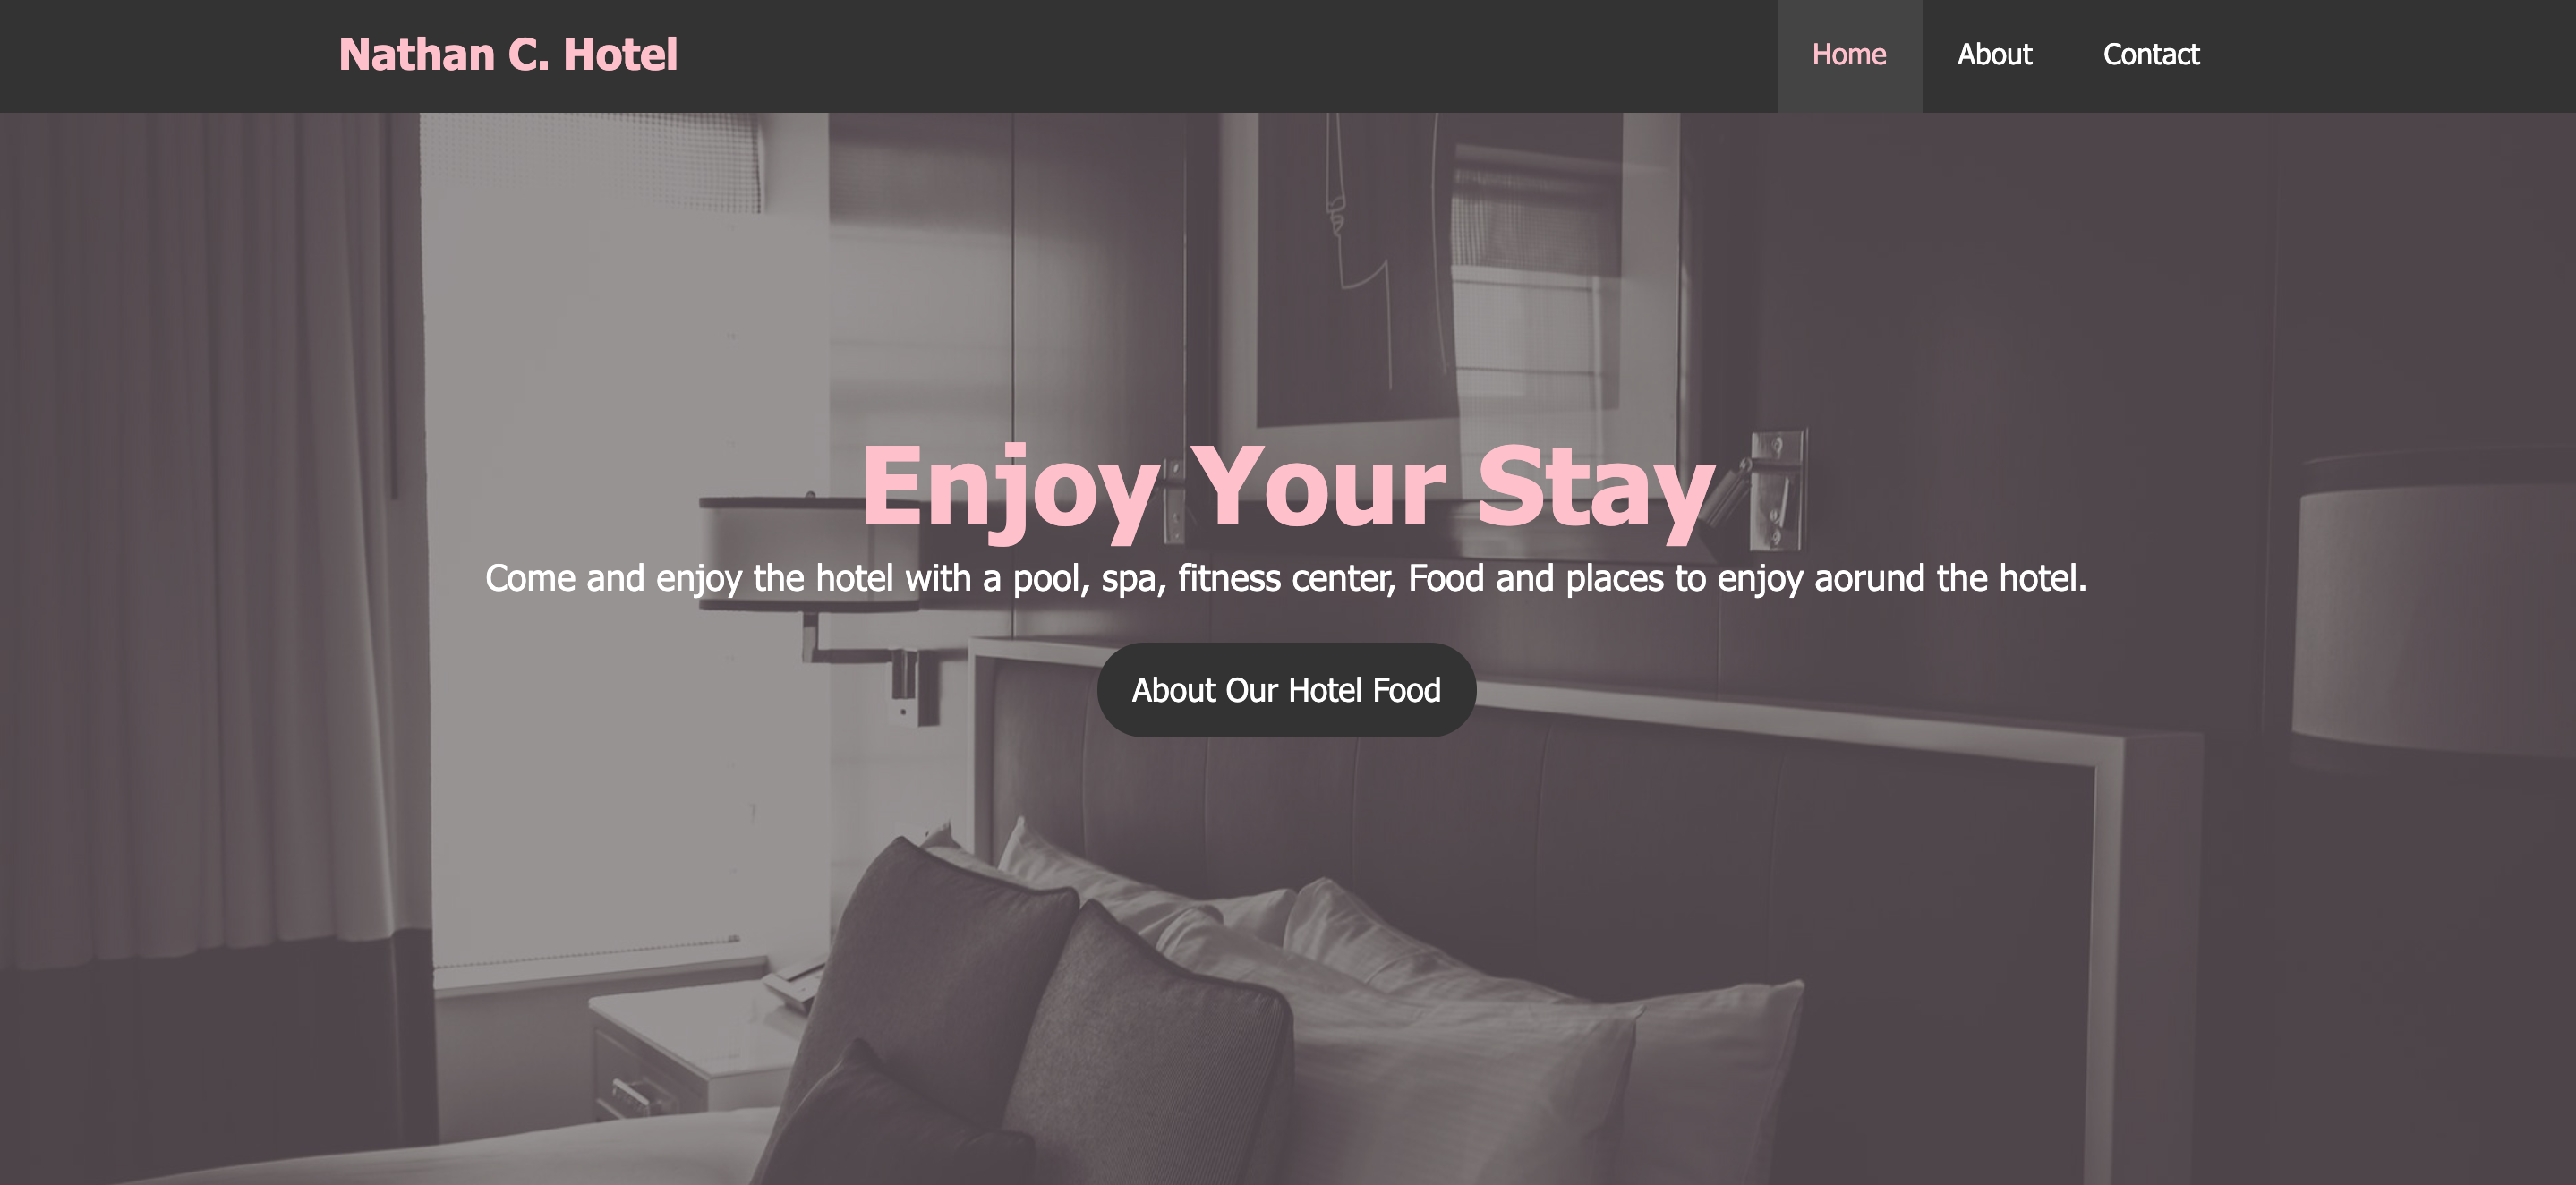 Nathan C. Hotel
Home About Contact
Enjoy Your Stay
Come and enjoy the hotel with a pool, spa, fitness center, Food and places to enjoy aorund the hotel.
About Our Hotel Food